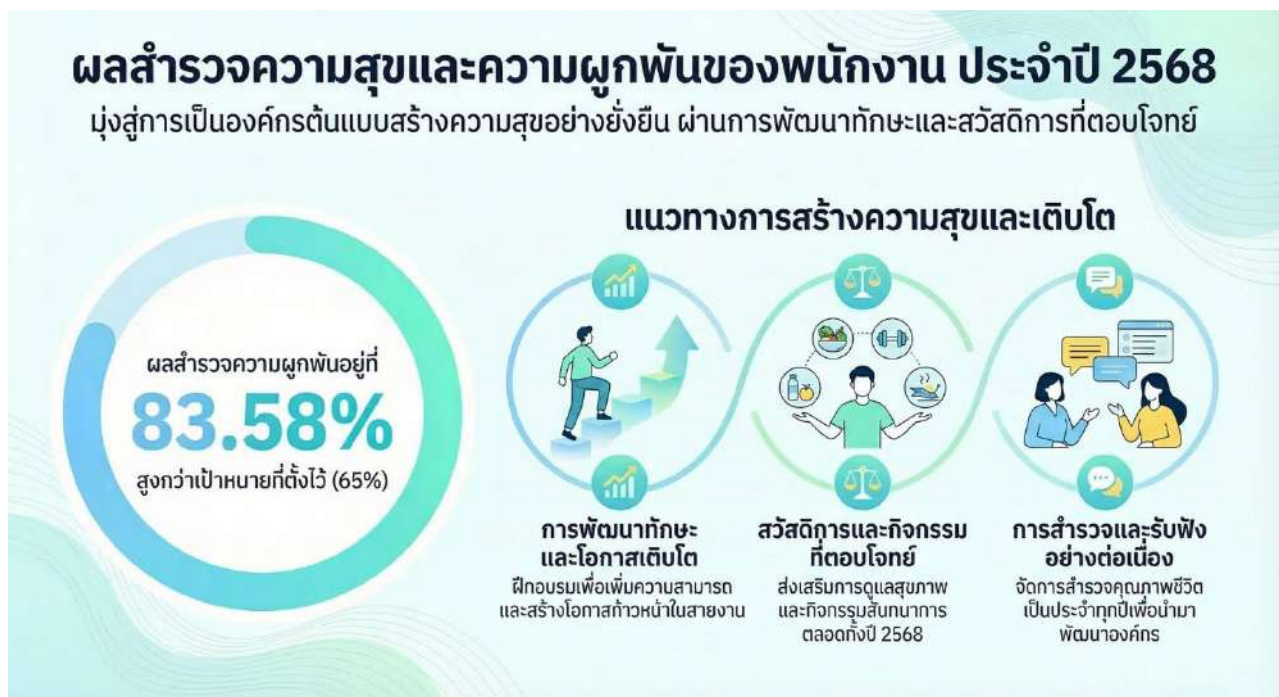 ผลสำรวจความสุขและความผูกพันของพนักงาน ประจำปี 2568
มุ่งสู่การเป็นองค์กรต้นแบบสร้างความสุขอย่างยั่งยืน ผ่านการพัฒนาทักษะและสวัสดิการที่ตอบโจทย์
ผลสำรวจความผูกพันอยู่ที่
83.58%
สูงกว่าเป้าหมายที่ตั้งไว้ (65%)
แนวทางการสร้างความสุขและเติบโต
การพัฒนาทักษะ
และโอกาสเติบโต
ฝึกอบรมเพื่อเพิ่มความสามารถ
และสร้างโอกาสก้าวหน้าในสายงาน
สวัสดิการและกิจกรรม
ที่ตอบโจทย์
ส่งเสริมการดูแลสุขภาพ
และกิจกรรมสันทนาการ
ตลอดทั้งปี 2568
การสำรวจและรับฟัง
อย่างต่อเนื่อง
จัดการสำรวจคุณภาพชีวิต
เป็นประจำทุกปีเพื่อนำมา
พัฒนาองค์กร